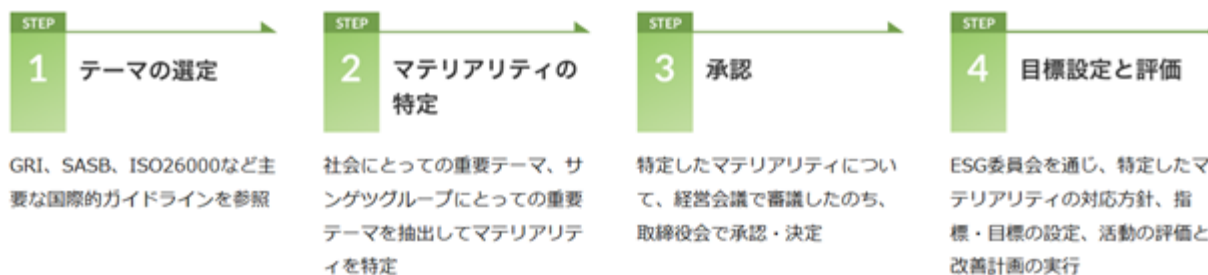 STEP
1 テーマの選定
GRI、SASB、ISO26000など主
要な国際的ガイドラインを参照
STEP
2 マテリアリティの
特定
社会にとっての重要テーマ、サ
ンゲツグループにとっての重要
テーマを抽出してマテリアリテ
ィを特定
STEP
3 承認
特定したマテリアリティについ
て、経営会議で審議したのち、
取締役会で承認・決定
STEP
4 目標設定と評価
ESG委員会を通じ、特定したマ
テリアリティの対応方針、指
標・目標の設定、活動の評価と
改善計画の実行